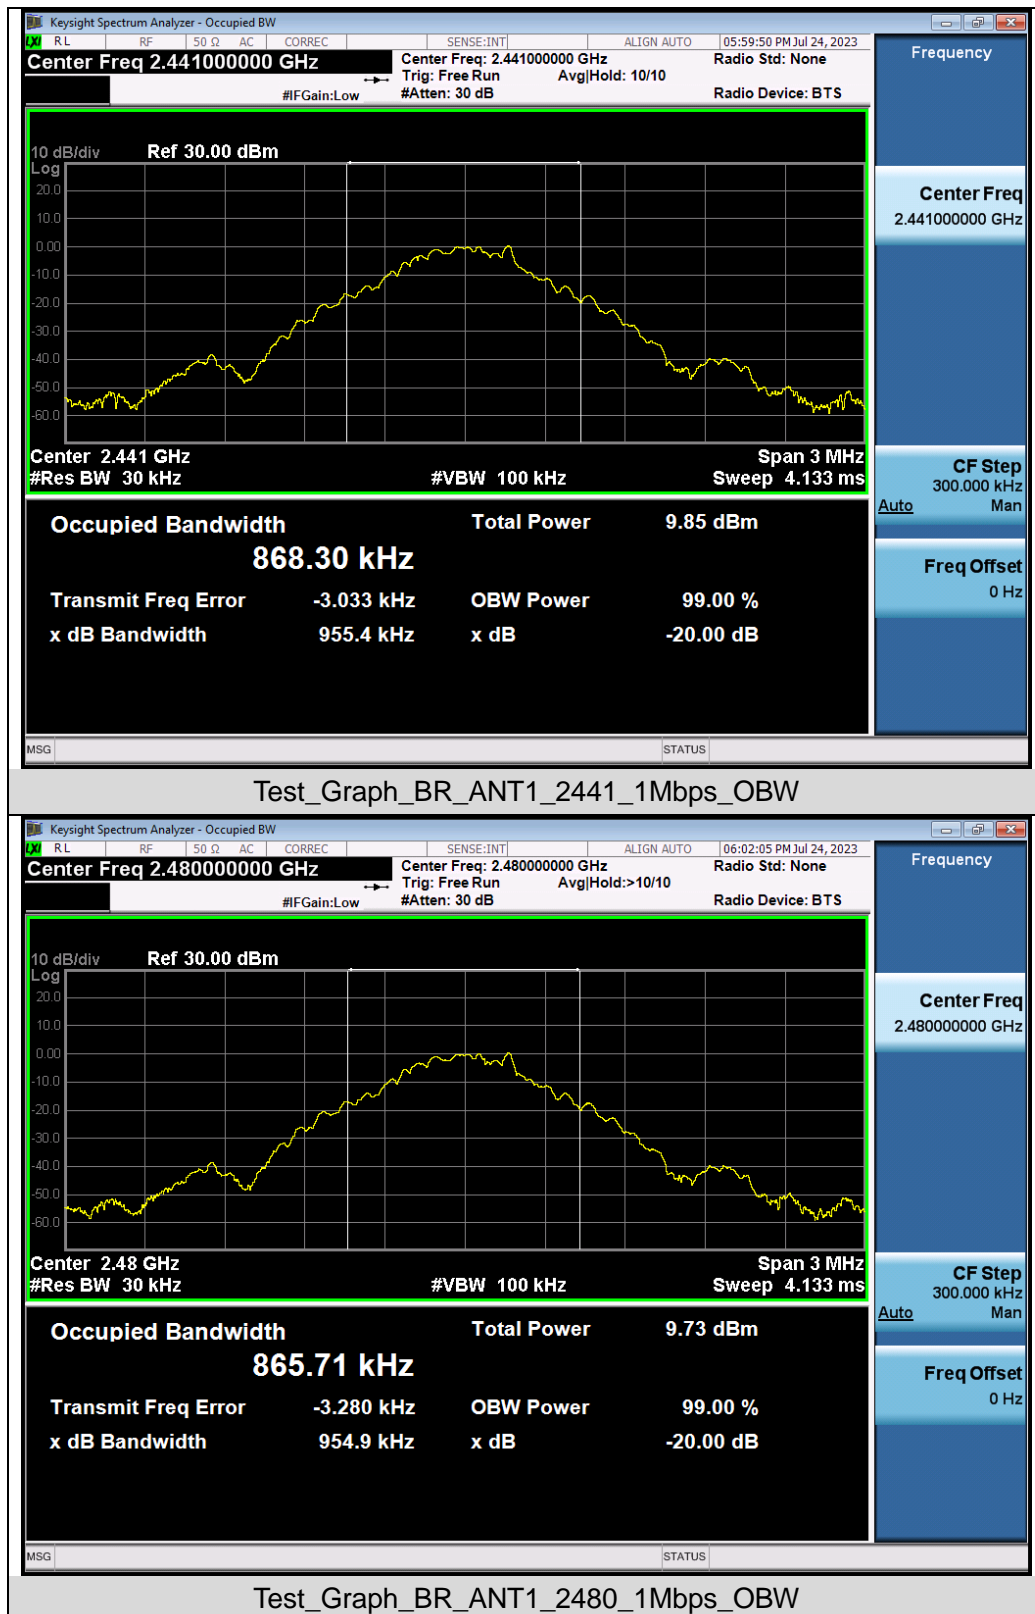 Keysight Spectrum Analyzer - Occupied BW
LXI RL RF 50 Ω AC CORREC SENSE:INT ALIGN AUTO 05:59:50 PM Jul 24, 2023
Center Freq 2.441000000 GHz
Center Freq: 2.441000000 GHz
Radio Std: None
Trig: Free Run Avg|Hold: 10/10
#IFGain:Low
#Atten: 30 dB
Radio Device: BTS
Frequency
10 dB/div Ref 30.00 dBm
Log
20.0
10.0
0.00
-10.0
-20.0
-30.0
-40.0
-50.0
-60.0
Center Freq
2.441000000 GHz
Center 2.441 GHz Span 3 MHz
#Res BW 30 kHz #VBW 100 kHz Sweep 4.133 ms
CF Step
300.000 kHz
Auto Man
Occupied Bandwidth Total Power 9.85 dBm
868.30 kHz
Transmit Freq Error -3.033 kHz OBW Power 99.00 %
x dB Bandwidth 955.4 kHz x dB -20.00 dB
Freq Offset
0 Hz
MSG STATUS
Test_Graph_BR_ANT1_2441_1Mbps_OBW
Keysight Spectrum Analyzer - Occupied BW
LXI RL RF 50 Ω AC CORREC SENSE:INT ALIGN AUTO 06:02:05 PM Jul 24, 2023
Center Freq 2.480000000 GHz
Center Freq: 2.480000000 GHz
Radio Std: None
Trig: Free Run Avg|Hold:>10/10
#IFGain:Low
#Atten: 30 dB
Radio Device: BTS
Frequency
10 dB/div Ref 30.00 dBm
Log
20.0
10.0
0.00
-10.0
-20.0
-30.0
-40.0
-50.0
-60.0
Center Freq
2.480000000 GHz
Center 2.48 GHz Span 3 MHz
#Res BW 30 kHz #VBW 100 kHz Sweep 4.133 ms
CF Step
300.000 kHz
Auto Man
Occupied Bandwidth Total Power 9.73 dBm
865.71 kHz
Transmit Freq Error -3.280 kHz OBW Power 99.00 %
x dB Bandwidth 954.9 kHz x dB -20.00 dB
Freq Offset
0 Hz
MSG STATUS
Test_Graph_BR_ANT1_2480_1Mbps_OBW